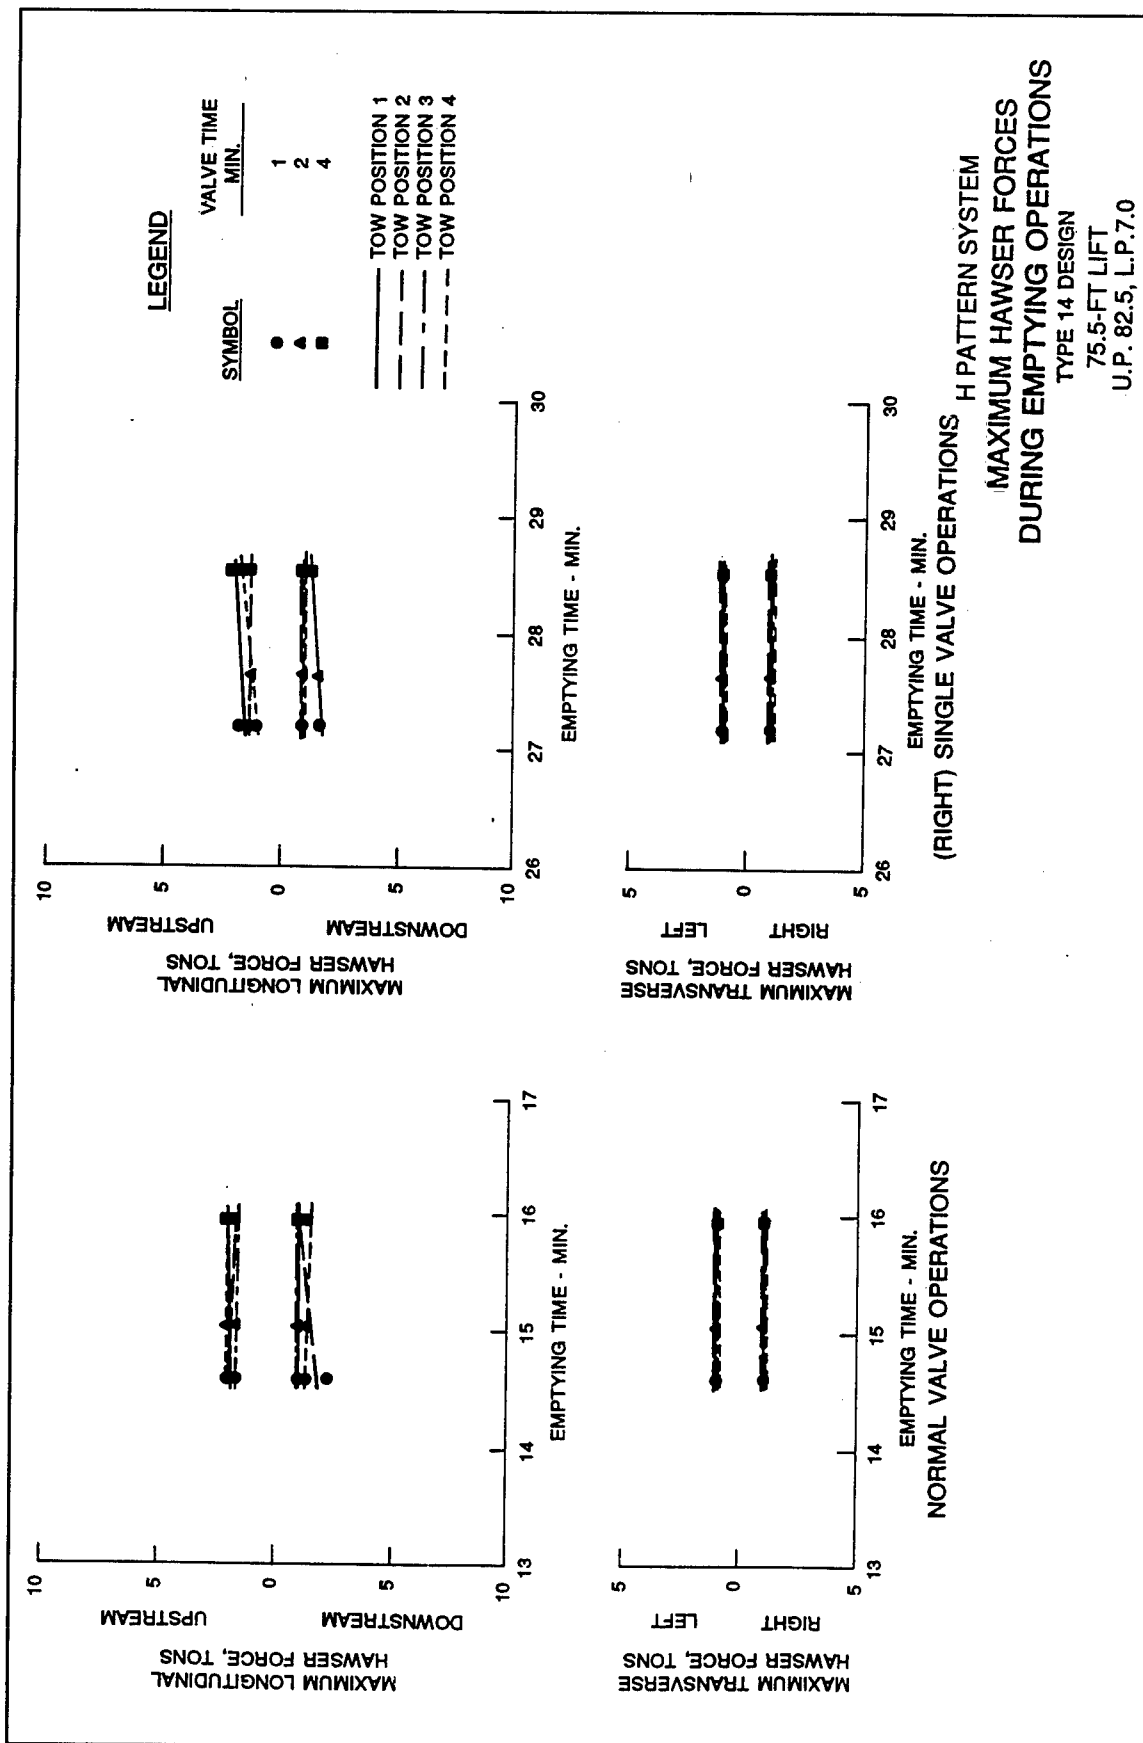 LEGEND
SYMBOL VALVE TIME
MIN.
1
2
4
TOW POSITION 1
TOW POSITION 2
TOW POSITION 3
TOW POSITION 4
MAXIMUM LONGITUDINAL
HAWSER FORCE, TONS
UPSTREAM
DOWNSTREAM
10
5
0
5
10
13 14 15 16 17
EMPTYING TIME - MIN.
MAXIMUM LONGITUDINAL
HAWSER FORCE, TONS
UPSTREAM
DOWNSTREAM
10
5
0
5
10
26 27 28 29 30
EMPTYING TIME - MIN.
MAXIMUM TRANSVERSE
HAWSER FORCE, TONS
LEFT
RIGHT
5
0
5
13 14 15 16 17
EMPTYING TIME - MIN.
NORMAL VALVE OPERATIONS
MAXIMUM TRANSVERSE
HAWSER FORCE, TONS
LEFT
RIGHT
5
0
5
26 27 28 29 30
EMPTYING TIME - MIN.
(RIGHT) SINGLE VALVE OPERATIONS
H PATTERN SYSTEM
MAXIMUM HAWSER FORCES
DURING EMPTYING OPERATIONS
TYPE 14 DESIGN
75.5-FT LIFT
U.P. 82.5, L.P.7.0